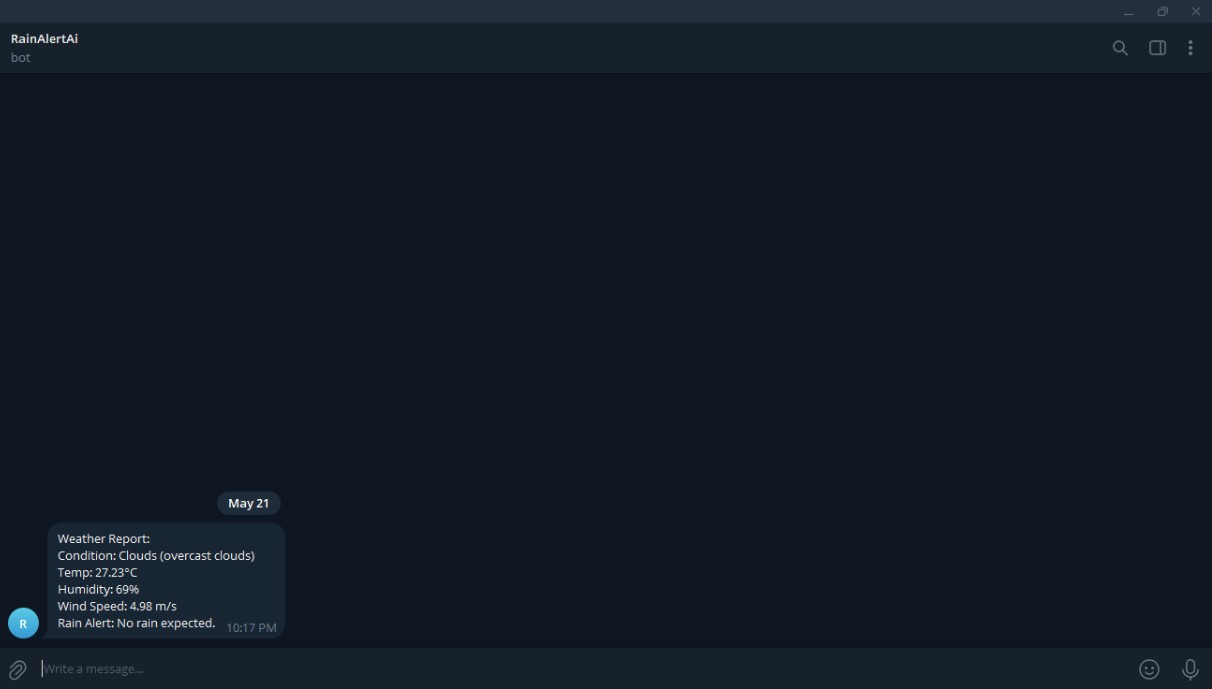 RainAlertAi
bot
May 21
Weather Report:
Condition: Clouds (overcast clouds)
Temp: 27.23°C
Humidity: 69%
Wind Speed: 4.98 m/s
Rain Alert: No rain expected.
10:17 PM
R
Write a message...